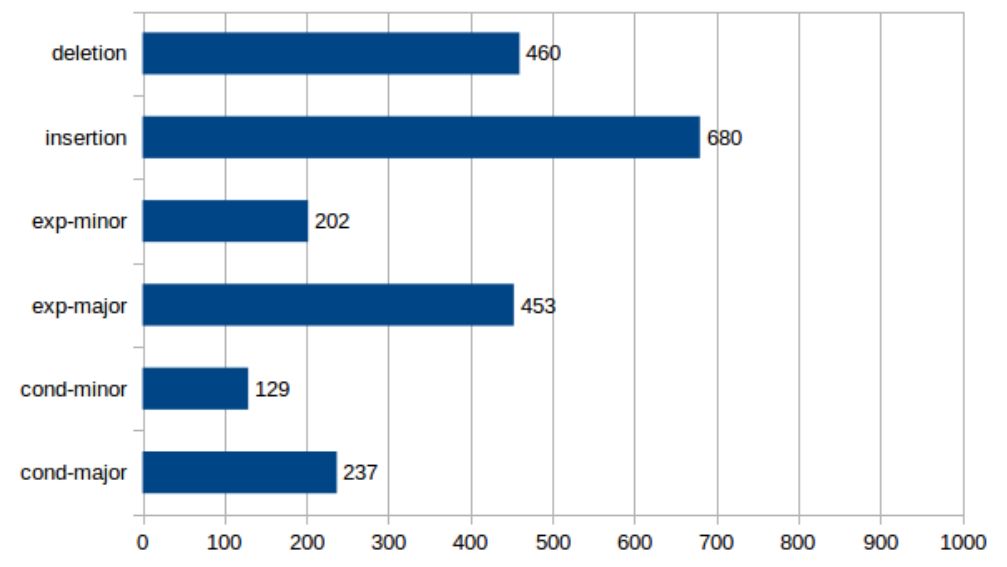 deletion 460
insertion 680
exp-minor 202
exp-major 453
cond-minor 129
cond-major 237
0 100 200 300 400 500 600 700 800 900 1000